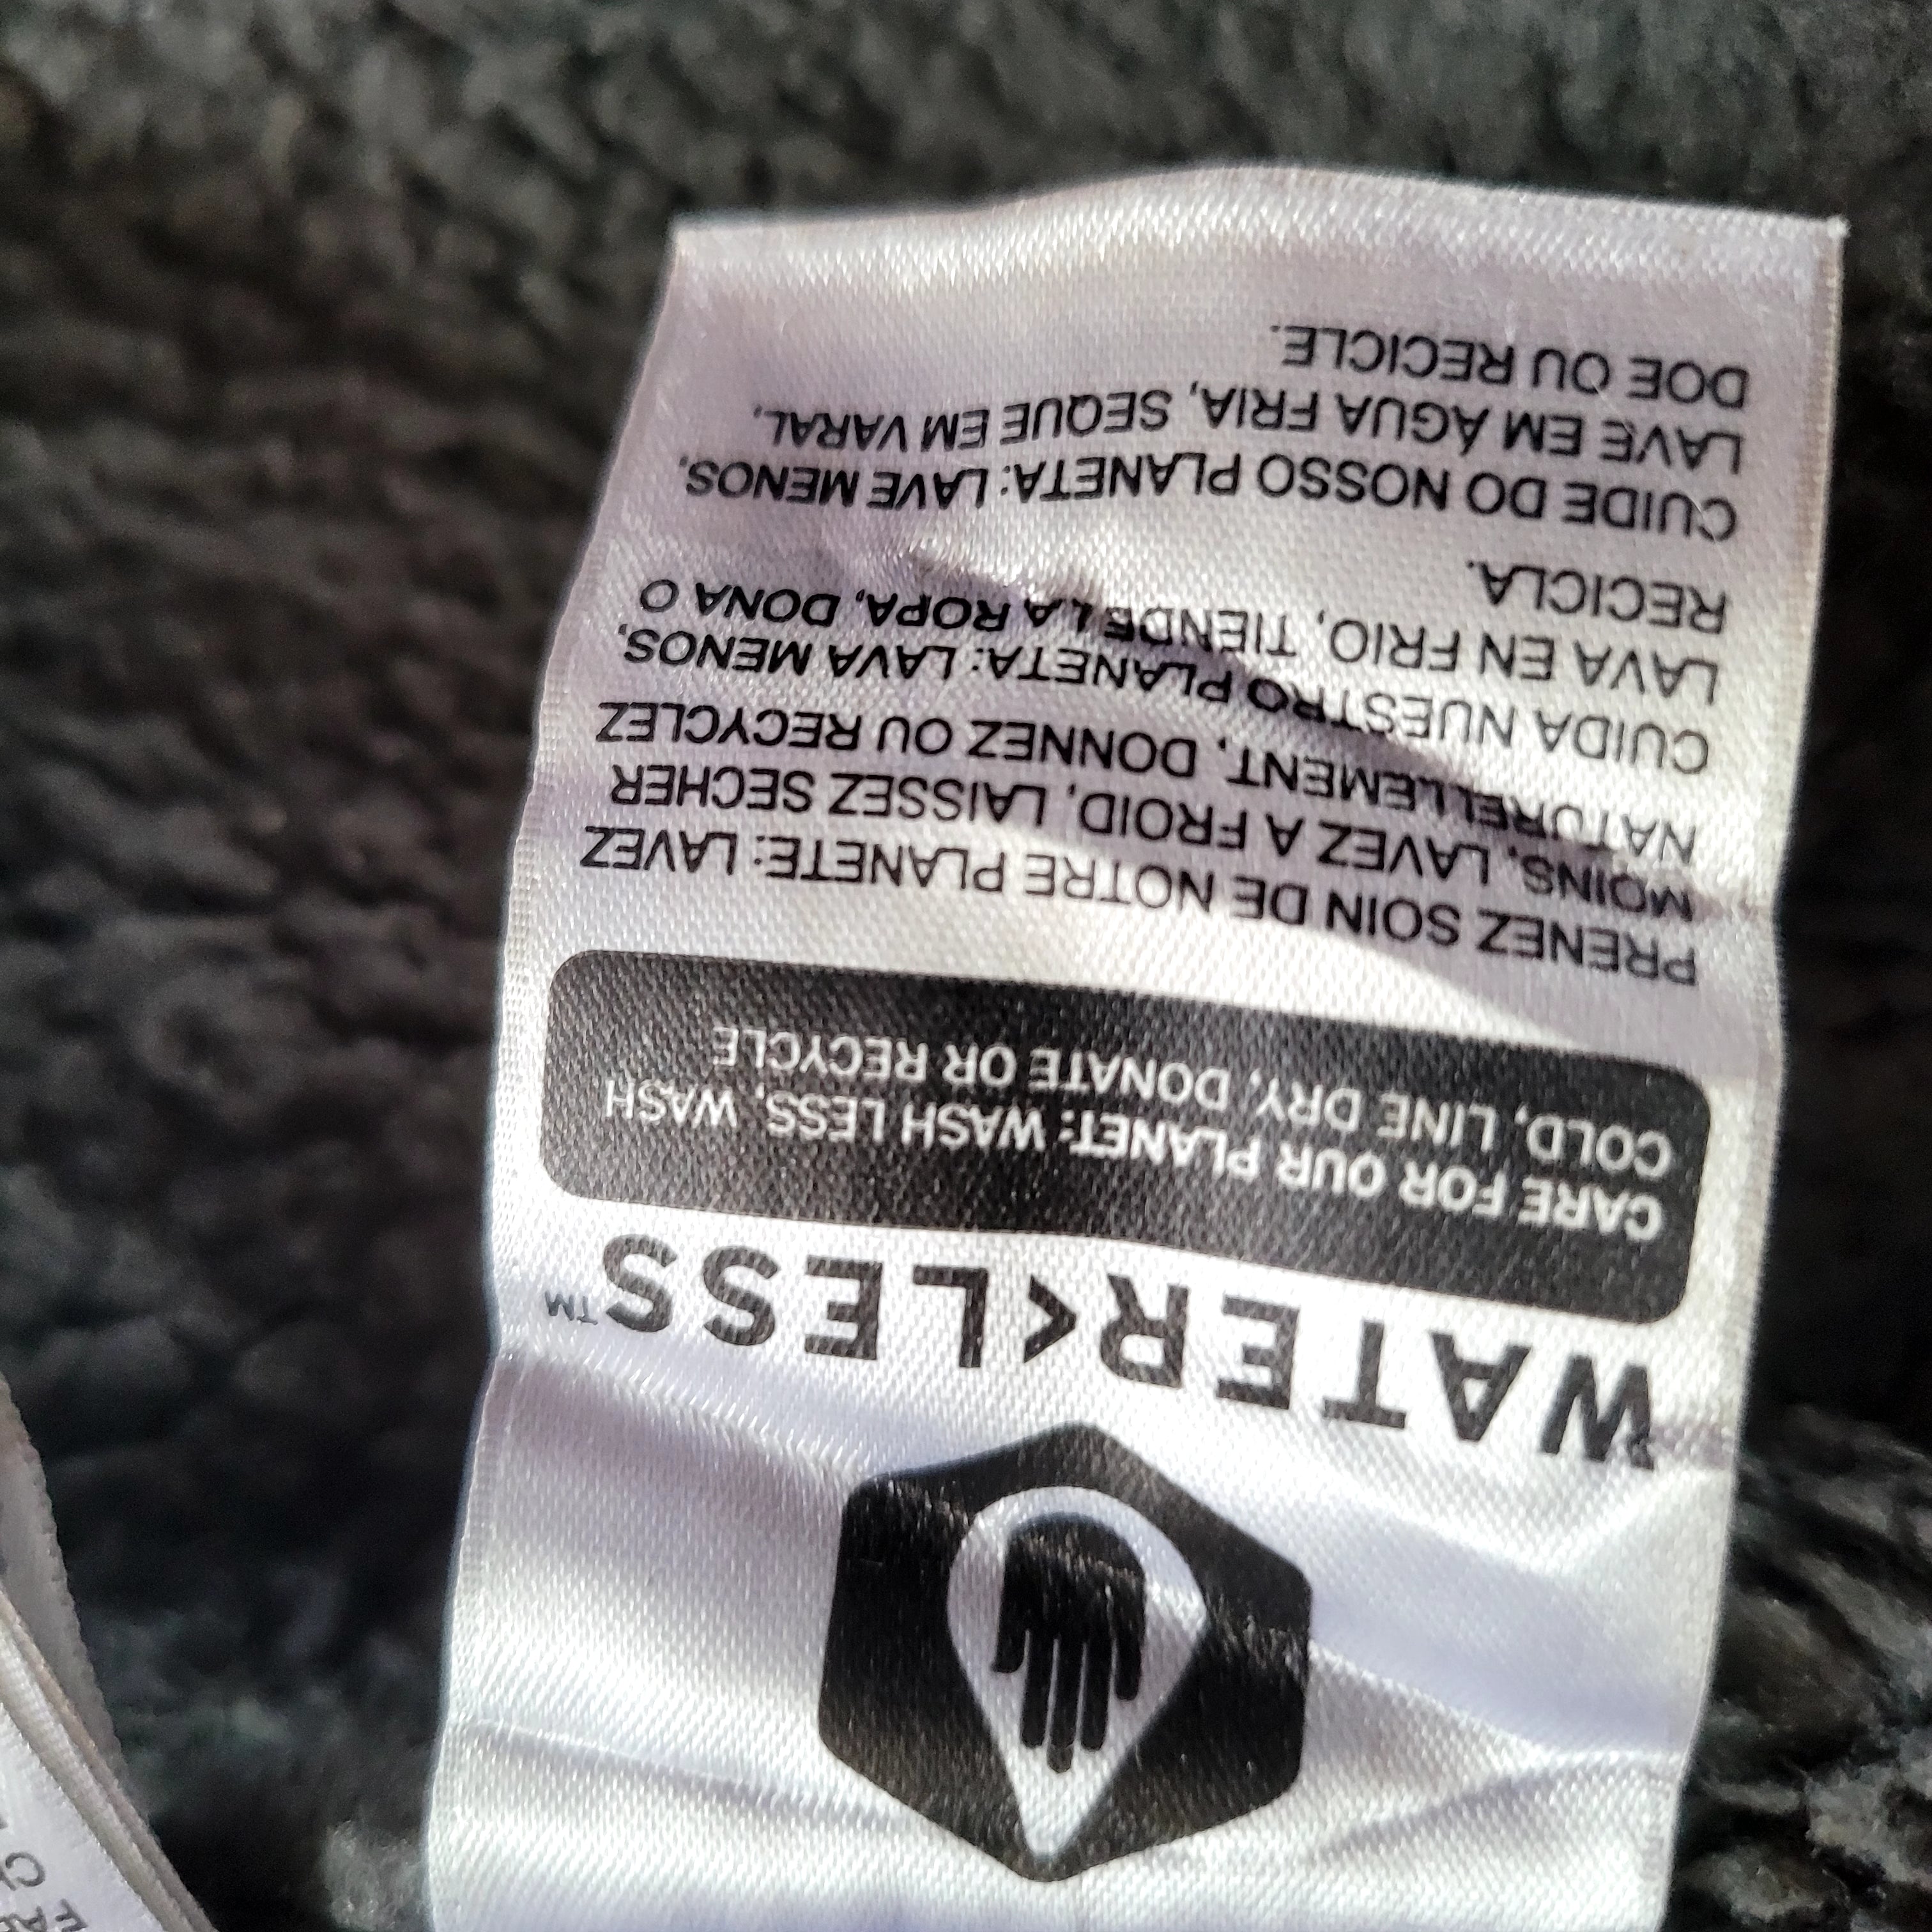 WATER<LESS™
CARE FOR OUR PLANET: WASH LESS, WASH
COLD, LINE DRY, DONATE OR RECYCLE
PRENEZ SOIN DE NOTRE PLANETE: LAVEZ
MOINS, LAVEZ A FROID, LAISSEZ SECHER
NATURELLEMENT, DONNEZ OU RECYCLEZ
CUIDA NUESTRO PLANETA: LAVA MENOS,
LAVA EN FRIO, TIENDE LA ROPA, DONA O
RECICLA.
CUIDE DO NOSSO PLANETA: LAVE MENOS,
LAVE EM ÁGUA FRIA, SEQUE EM VARAL,
DOE OU RECICLE.